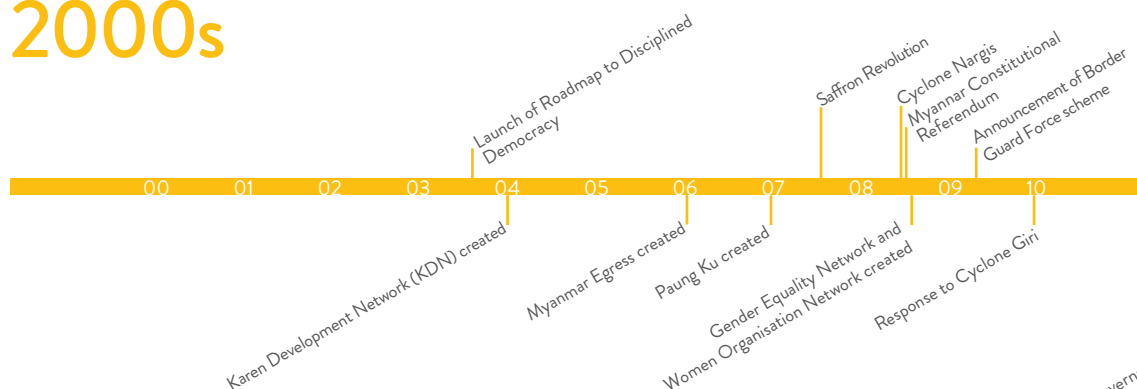 2000s
Launch of Roadmap to Disciplined
Democracy
Saffron Revolution
Cyclone Nargis
Myannar Constitutional
Referendum
Announcement of Border
Guard Force scheme
00 01 02 03 04 05 06 07 08 09 10
Karen Development Network (KDN) created
Myanmar Egress created
Paung Ku created
Gender Equality Network and
Women Organisation Network created
Response to Cyclone Giri